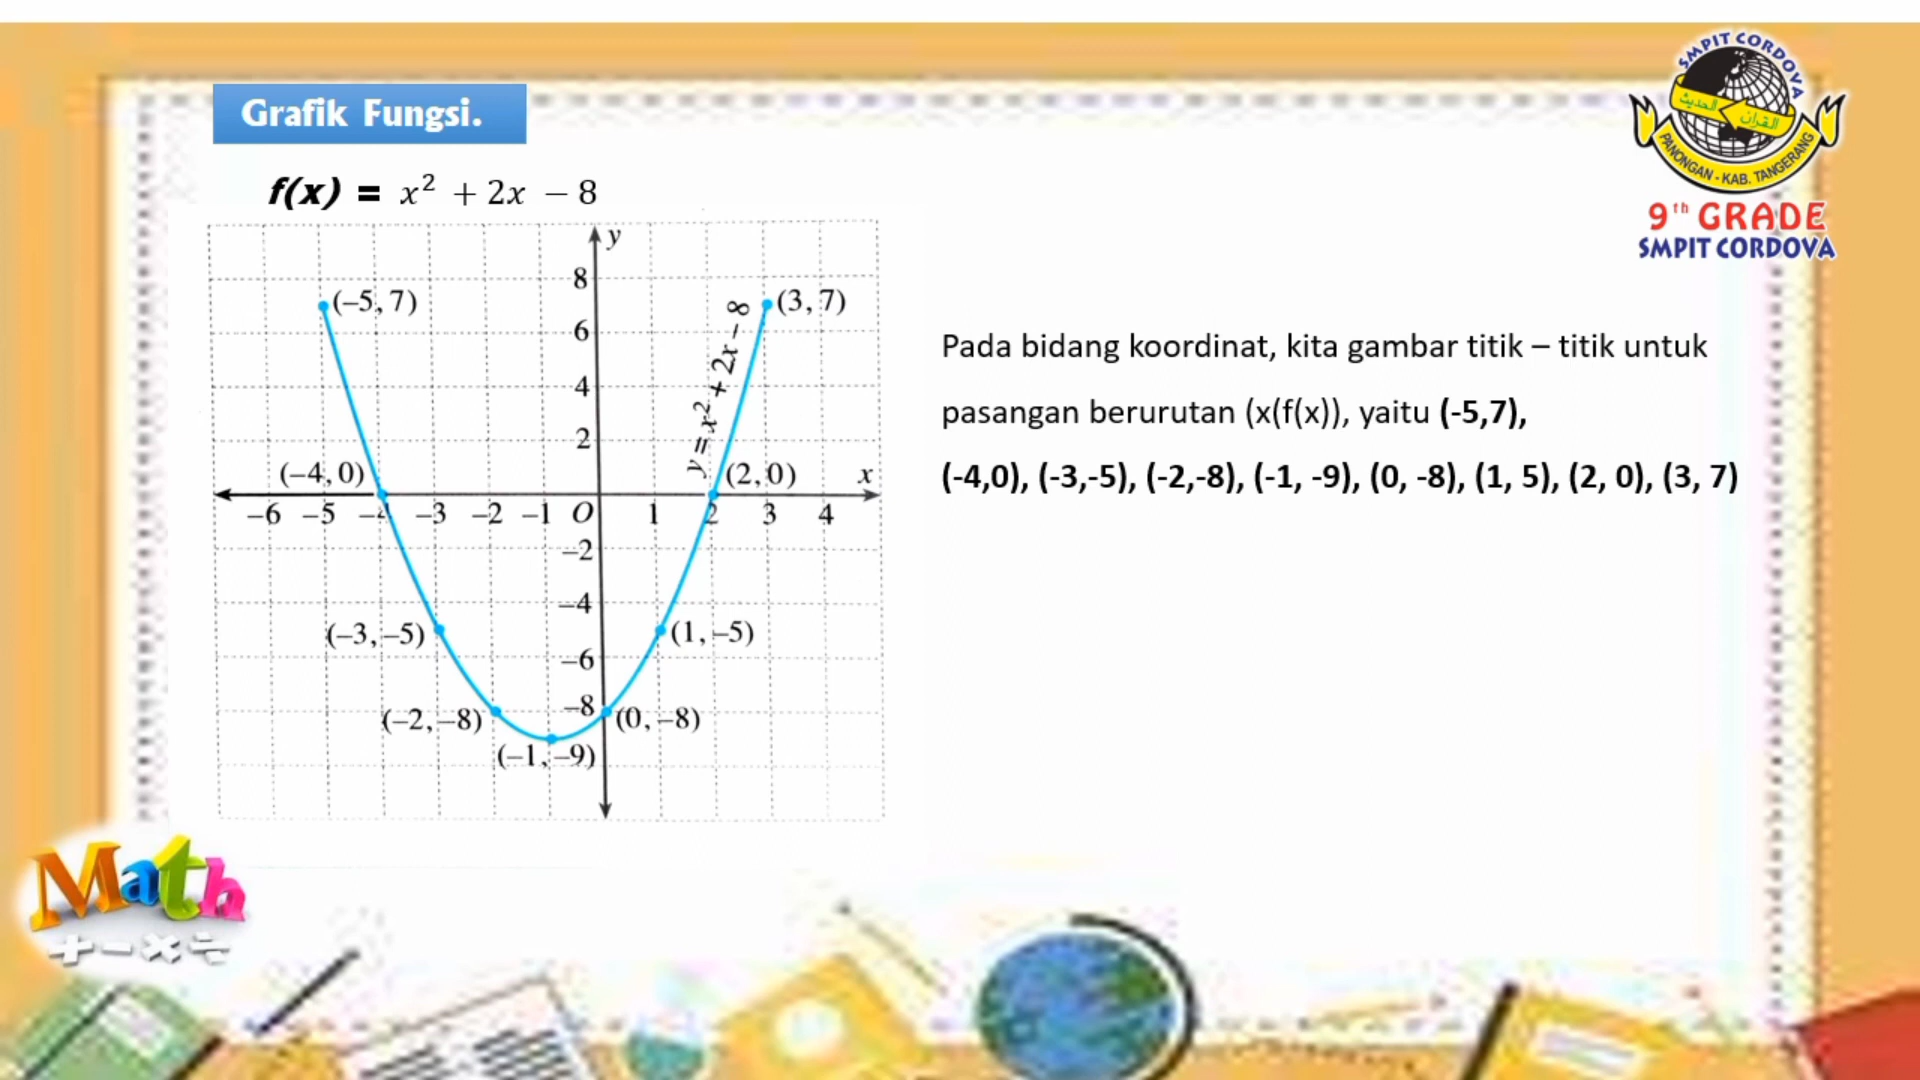 SMPIT CORDOVA
الحديث
القرآن
PANONGAN - KAB. TANGERANG
9th GRADE
SMPIT CORDOVA
Grafik Fungsi.
f(x) = x² + 2x – 8
y
8
(–5, 7)
(3, 7)
6
4
2
y = x² + 2x – 8
(–4, 0)
(2, 0)
x
–6 –5 –4 –3 –2 –1 O 1 2 3 4
–2
–4
(–3, –5)
(1, –5)
–6
–8
(–2, –8)
(0, –8)
(–1, –9)
Pada bidang koordinat, kita gambar titik – titik untuk
pasangan berurutan (x(f(x)), yaitu (-5,7),
(-4,0), (-3,-5), (-2,-8), (-1, -9), (0, -8), (1, 5), (2, 0), (3, 7)
Math
+ − × ÷